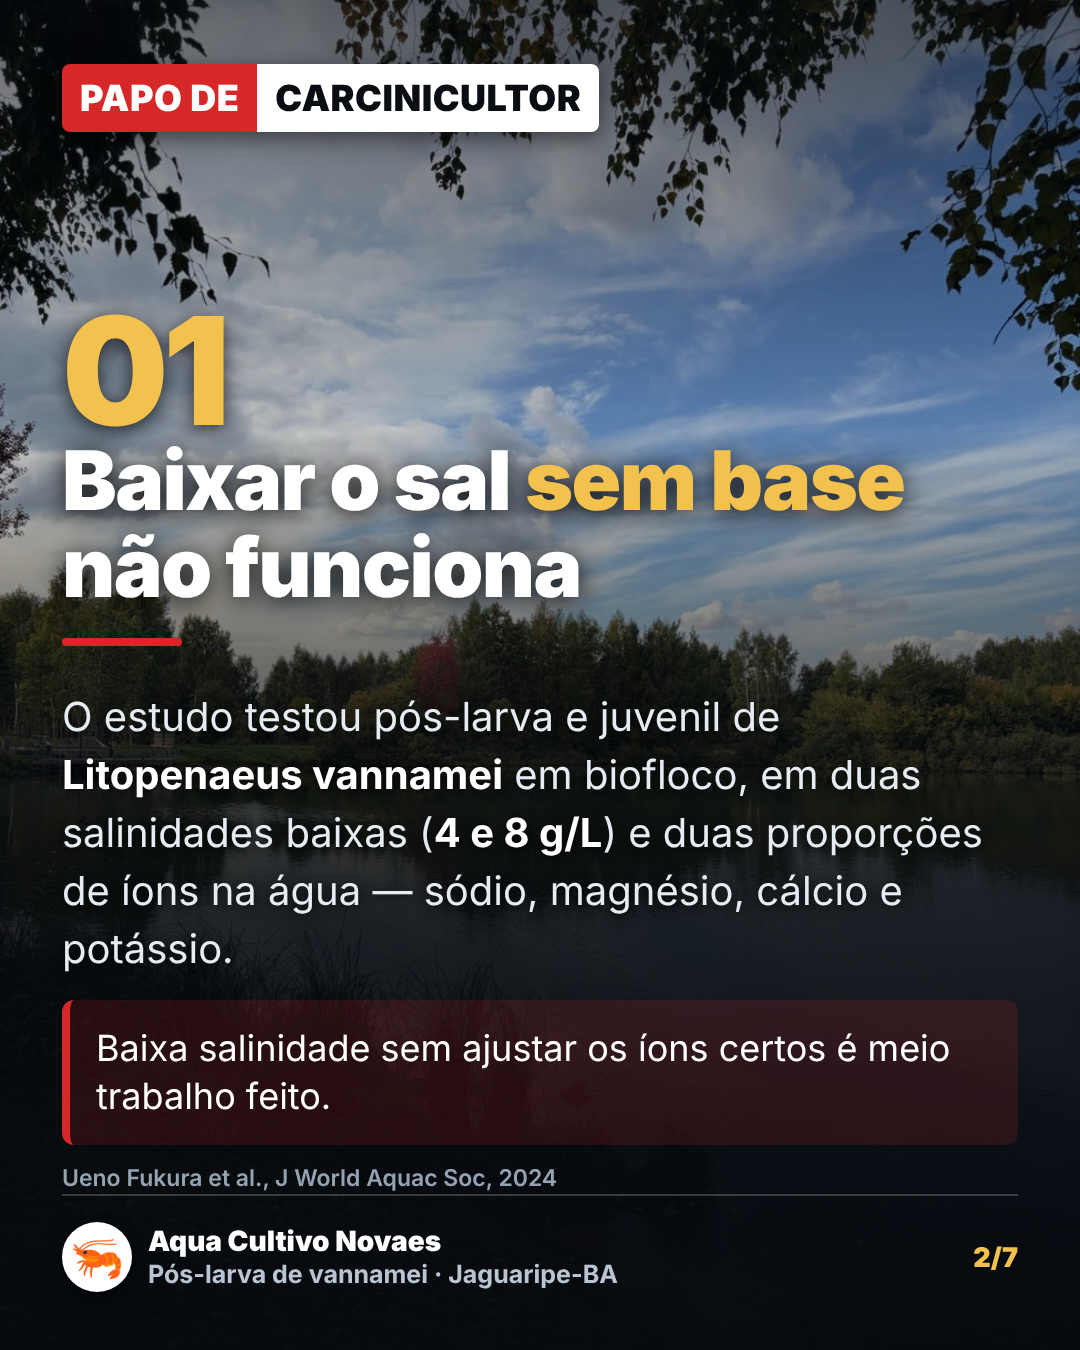 PAPO DE CARCINICULTOR
01
Baixar o sal sem base
não funciona
O estudo testou pós-larva e juvenil de
Litopenaeus vannamei em biofloco, em duas
salinidades baixas (4 e 8 g/L) e duas proporções
de íons na água — sódio, magnésio, cálcio e
potássio.
Baixa salinidade sem ajustar os íons certos é meio
trabalho feito.
Ueno Fukura et al., J World Aquac Soc, 2024
Aqua Cultivo Novaes
Pós-larva de vannamei · Jaguaripe-BA
2/7